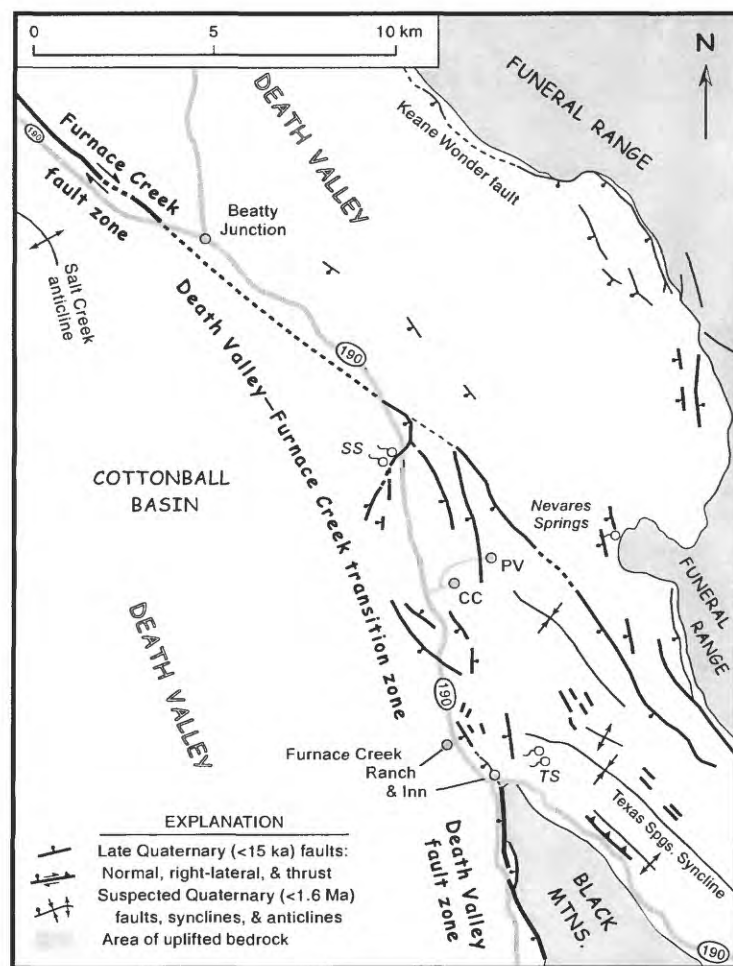 0 5 10 km
N
FUNERAL RANGE
DEATH VALLEY
Keane Wonder fault
190
Furnace Creek
fault zone
Beatty
Junction
Salt Creek
anticline
Death Valley–Furnace Creek transition zone
190
SS
COTTONBALL
BASIN
Nevares
Springs
PV
CC
FUNERAL
RANGE
DEATH VALLEY
190
Furnace Creek
Ranch
& Inn
TS
Texas Spgs. Syncline
EXPLANATION
Late Quaternary (<15 ka) faults:
Normal, right-lateral, & thrust
Suspected Quaternary (<1.6 Ma)
faults, synclines, & anticlines
Area of uplifted bedrock
Death Valley
fault zone
BLACK
MTNS.
190